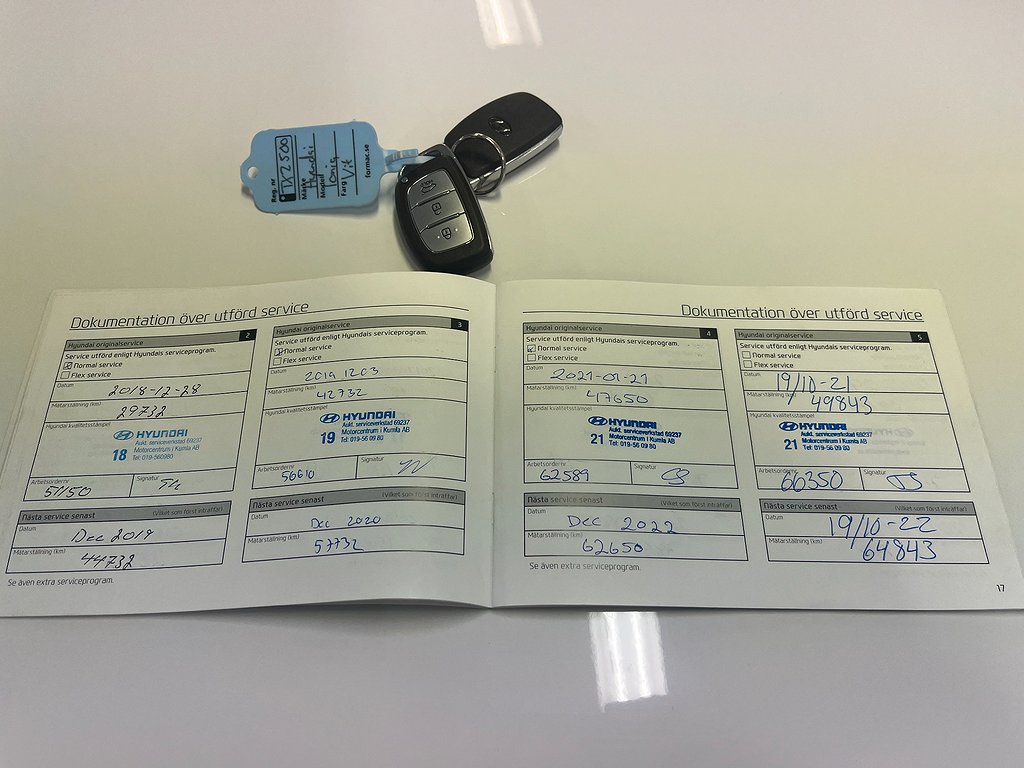 Reg. nr
TXZ500
Märke
Hyundai
Modell
Ioniq
Färg
Vit
formac.se
Dokumentation över utförd service
Hyundai originalservice 2
Service utförd enligt Hyundais serviceprogram.
Normal service
Flex service
Datum
2018-12-28
Mätarställning (km)
29732
Hyundai kvalitetsstämpel
HYUNDAI
Aukt. serviceverkstad 69237
18 Motorcentrum i Kumla AB
Tel: 019-560980
Arbetsordernr
51150
Signatur
Nästa service senast (Vilket som först inträffar)
Datum
Dec 2019
Mätarställning (km)
44732
Se även extra serviceprogram.
Hyundai originalservice 3
Service utförd enligt Hyundais serviceprogram.
Normal service
Flex service
Datum
2019 1203
Mätarställning (km)
42732
Hyundai kvalitetsstämpel
HYUNDAI
Aukt. serviceverkstad 69237
19 Motorcentrum i Kumla AB
Tel: 019-56 09 80
Arbetsordernr
56610
Signatur
Nästa service senast (Vilket som först inträffar)
Datum
Dec 2020
Mätarställning (km)
57732
Dokumentation över utförd service
Hyundai originalservice 4
Service utförd enligt Hyundais serviceprogram.
Normal service
Flex service
Datum
2021-01-21
Mätarställning (km)
47650
Hyundai kvalitetsstämpel
HYUNDAI
Aukt. serviceverkstad 69237
21 Motorcentrum i Kumla AB
Tel: 019-56 09 80
Arbetsordernr
62589
Signatur
Nästa service senast (Vilket som först inträffar)
Datum
Dec 2022
Mätarställning (km)
62650
Se även extra serviceprogram.
Hyundai originalservice 5
Service utförd enligt Hyundais serviceprogram.
Normal service
Flex service
Datum
19/10-21
Mätarställning (km)
49843
Hyundai kvalitetsstämpel
HYUNDAI
Aukt. serviceverkstad 69237
21 Motorcentrum i Kumla AB
Tel: 019-56 09 80
Arbetsordernr
66350
Signatur
Nästa service senast (Vilket som först inträffar)
Datum
19/10-22
Mätarställning (km)
64843
17